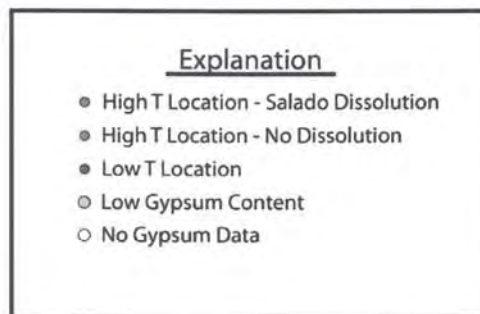 Explanation
High T Location - Salado Dissolution
High T Location - No Dissolution
Low T Location
Low Gypsum Content
No Gypsum Data